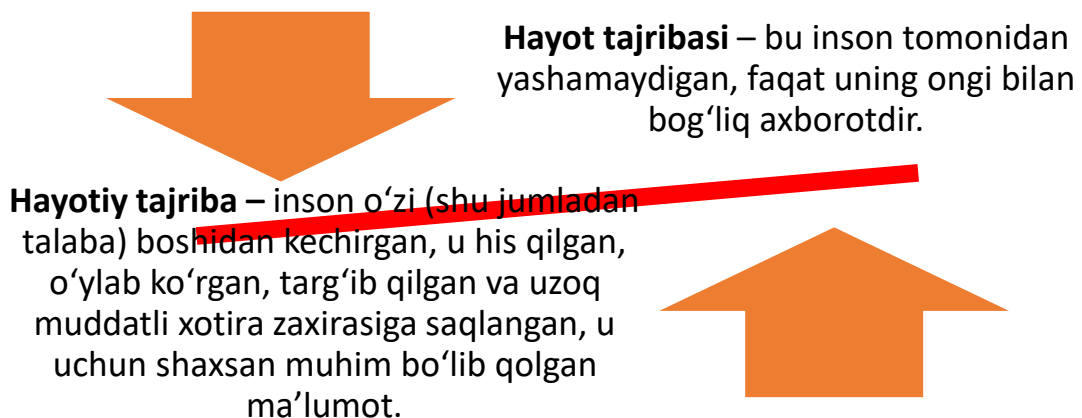 Hayot tajribasi – bu inson tomonidan
yashamaydigan, faqat uning ongi bilan
bog‘liq axborotdir.
Hayotiy tajriba – inson o‘zi (shu jumladan
talaba) boshidan kechirgan, u his qilgan,
o‘ylab ko‘rgan, targ‘ib qilgan va uzoq
muddatli xotira zaxirasiga saqlangan, u
uchun shaxsan muhim bo‘lib qolgan
ma’lumot.